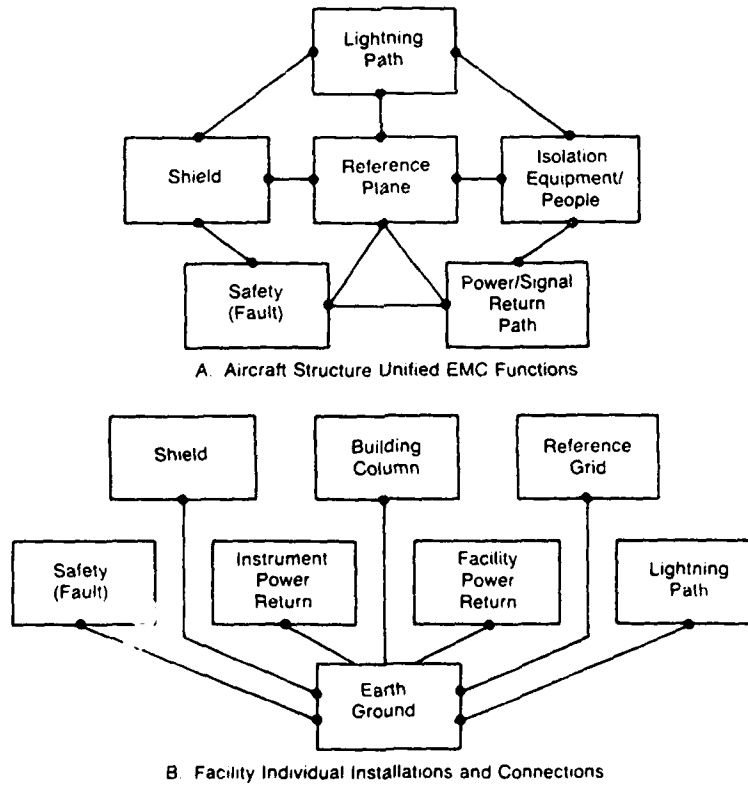 Lightning
Path
Shield
Reference
Plane
Isolation
Equipment/
People
Safety
(Fault)
Power/Signal
Return
Path
A. Aircraft Structure Unified EMC Functions
Shield
Building
Column
Reference
Grid
Safety
(Fault)
Instrument
Power
Return
Facility
Power
Return
Lightning
Path
Earth
Ground
B. Facility Individual Installations and Connections